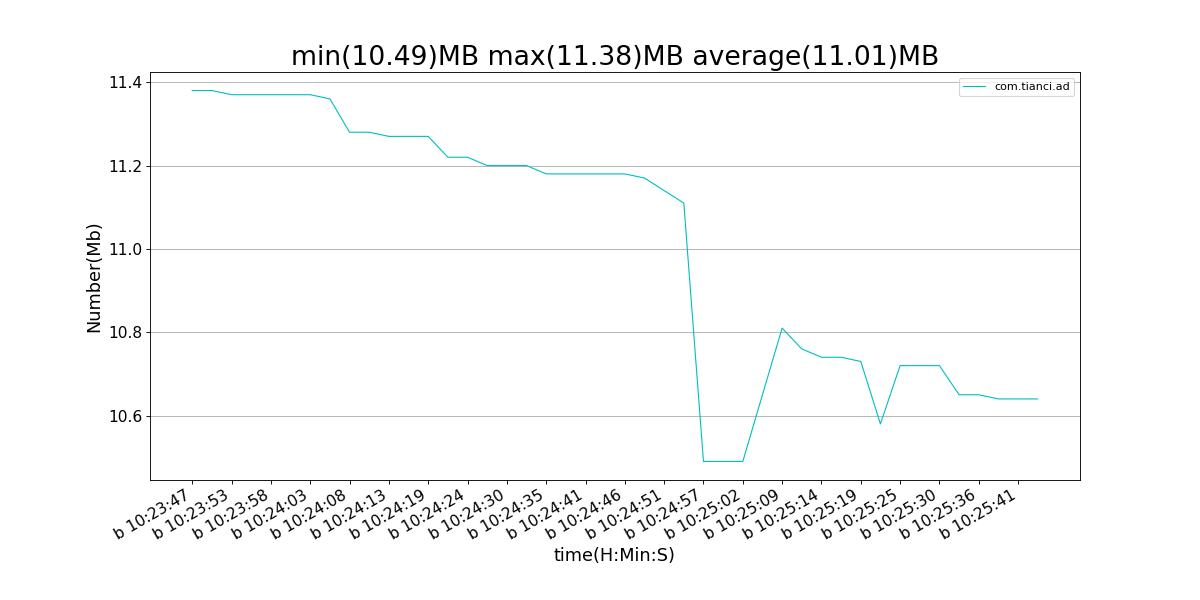 min(10.49)MB max(11.38)MB average(11.01)MB
com.tianci.ad
11.4
11.2
11.0
10.8
10.6
Number(Mb)
b 10:23:47
b 10:23:53
b 10:23:58
b 10:24:03
b 10:24:08
b 10:24:13
b 10:24:19
b 10:24:24
b 10:24:30
b 10:24:35
b 10:24:41
b 10:24:46
b 10:24:51
b 10:24:57
b 10:25:02
b 10:25:09
b 10:25:14
b 10:25:19
b 10:25:25
b 10:25:30
b 10:25:36
b 10:25:41
time(H:Min:S)